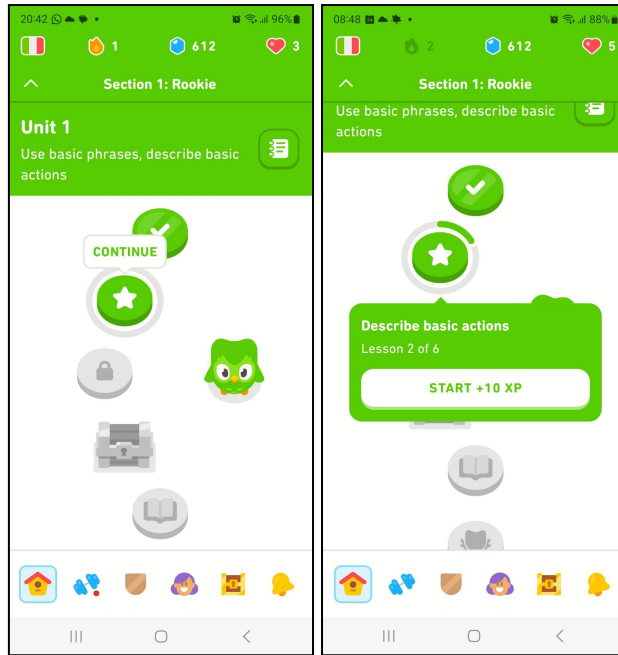 20:42
96%
1
612
3
Section 1: Rookie
Unit 1
Use basic phrases, describe basic
actions
CONTINUE
08:48
88%
2
612
5
Section 1: Rookie
Use basic phrases, describe basic
actions
Describe basic actions
Lesson 2 of 6
START +10 XP